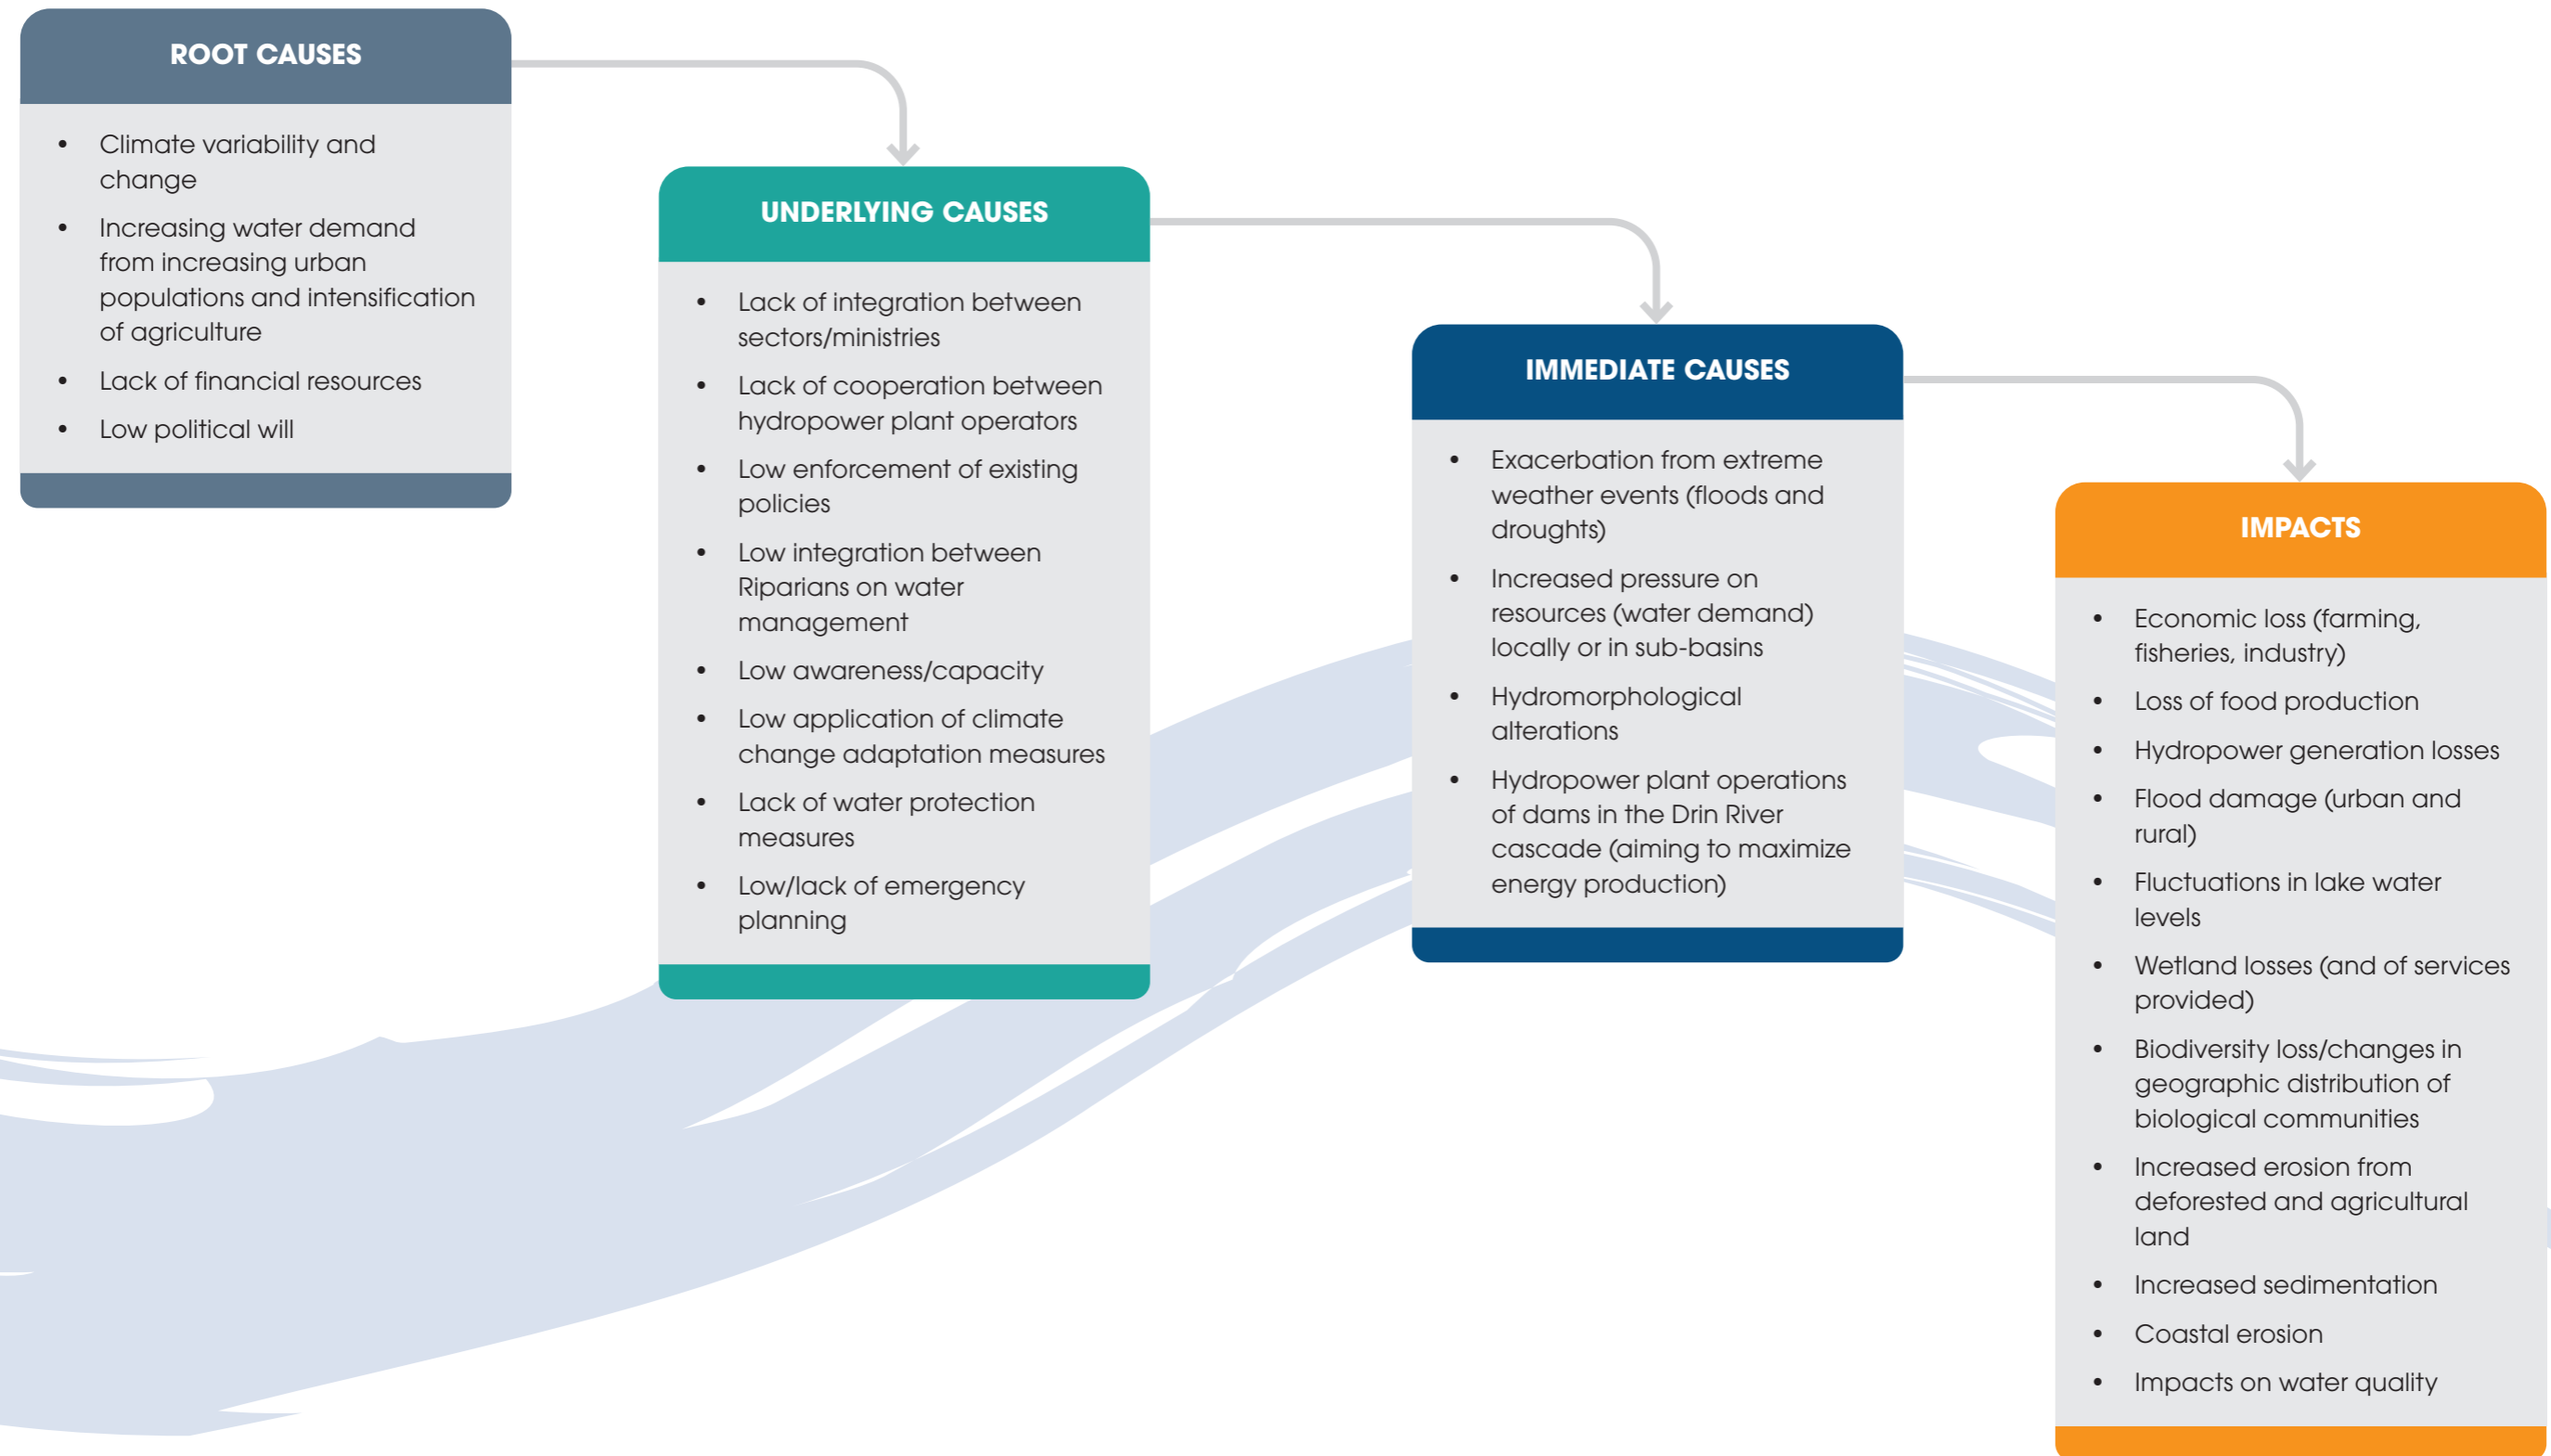 ROOT CAUSES
• Climate variability and
change
• Increasing water demand
from increasing urban
populations and intensification
of agriculture
• Lack of financial resources
• Low political will
UNDERLYING CAUSES
• Lack of integration between
sectors/ministries
• Lack of cooperation between
hydropower plant operators
• Low enforcement of existing
policies
• Low integration between
Riparians on water
management
• Low awareness/capacity
• Low application of climate
change adaptation measures
• Lack of water protection
measures
• Low/lack of emergency
planning
IMMEDIATE CAUSES
• Exacerbation from extreme
weather events (floods and
droughts)
• Increased pressure on
resources (water demand)
locally or in sub-basins
• Hydromorphological
alterations
• Hydropower plant operations
of dams in the Drin River
cascade (aiming to maximize
energy production)
IMPACTS
• Economic loss (farming,
fisheries, industry)
• Loss of food production
• Hydropower generation losses
• Flood damage (urban and
rural)
• Fluctuations in lake water
levels
• Wetland losses (and of services
provided)
• Biodiversity loss/changes in
geographic distribution of
biological communities
• Increased erosion from
deforested and agricultural
land
• Increased sedimentation
• Coastal erosion
• Impacts on water quality